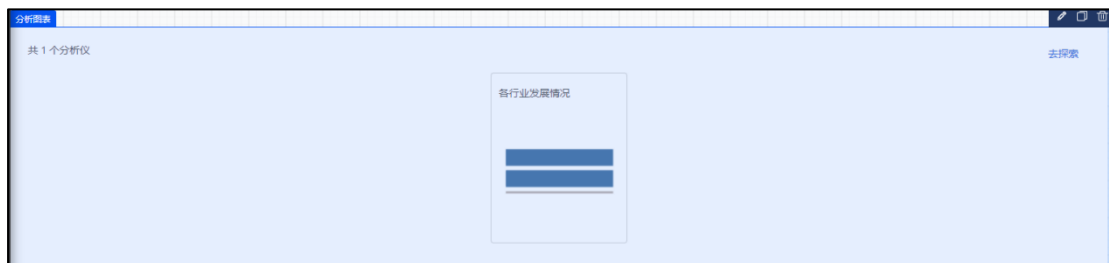 分析图表
共 1 个分析仪
去探索
各行业发展情况